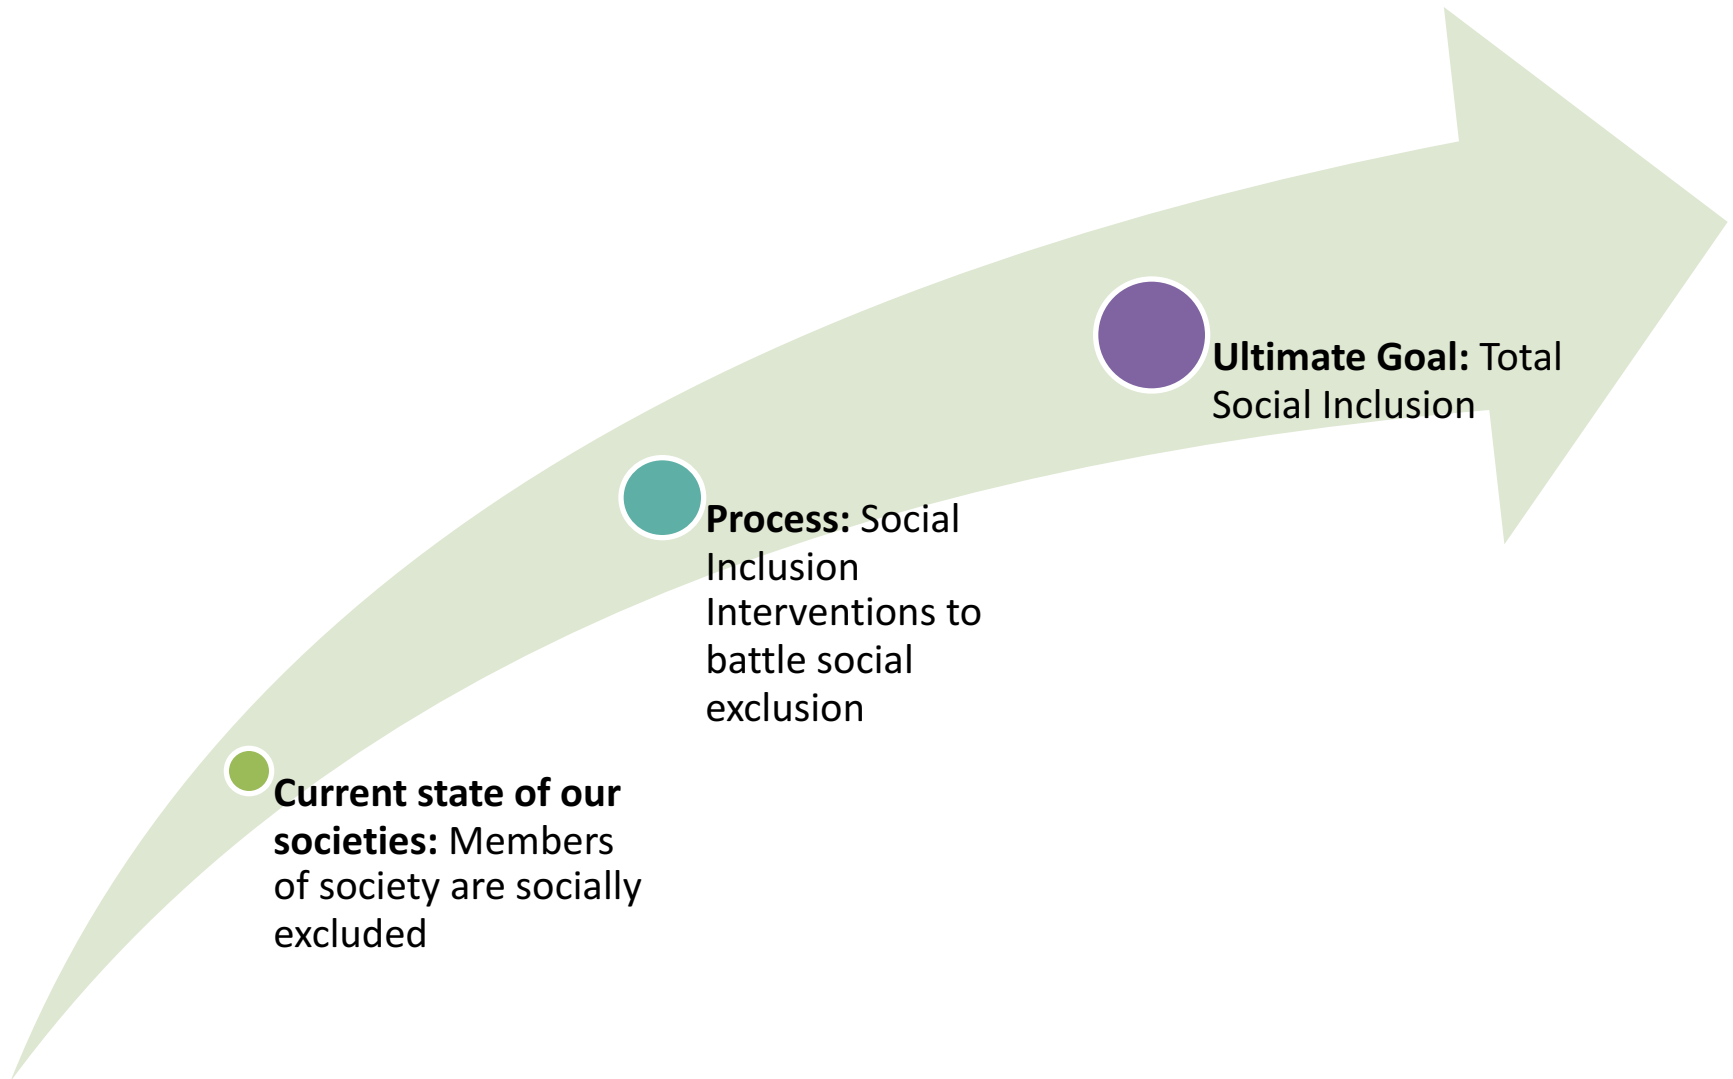 Ultimate Goal: Total
Social Inclusion
Process: Social
Inclusion
Interventions to
battle social
exclusion
Current state of our
societies: Members
of society are socially
excluded